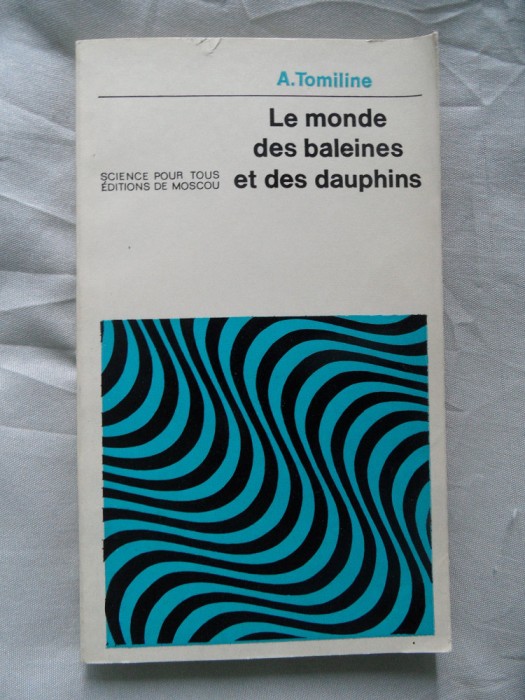 A.Tomiline
Le monde
des baleines
et des dauphins
SCIENCE POUR TOUS
ÉDITIONS DE MOSCOU